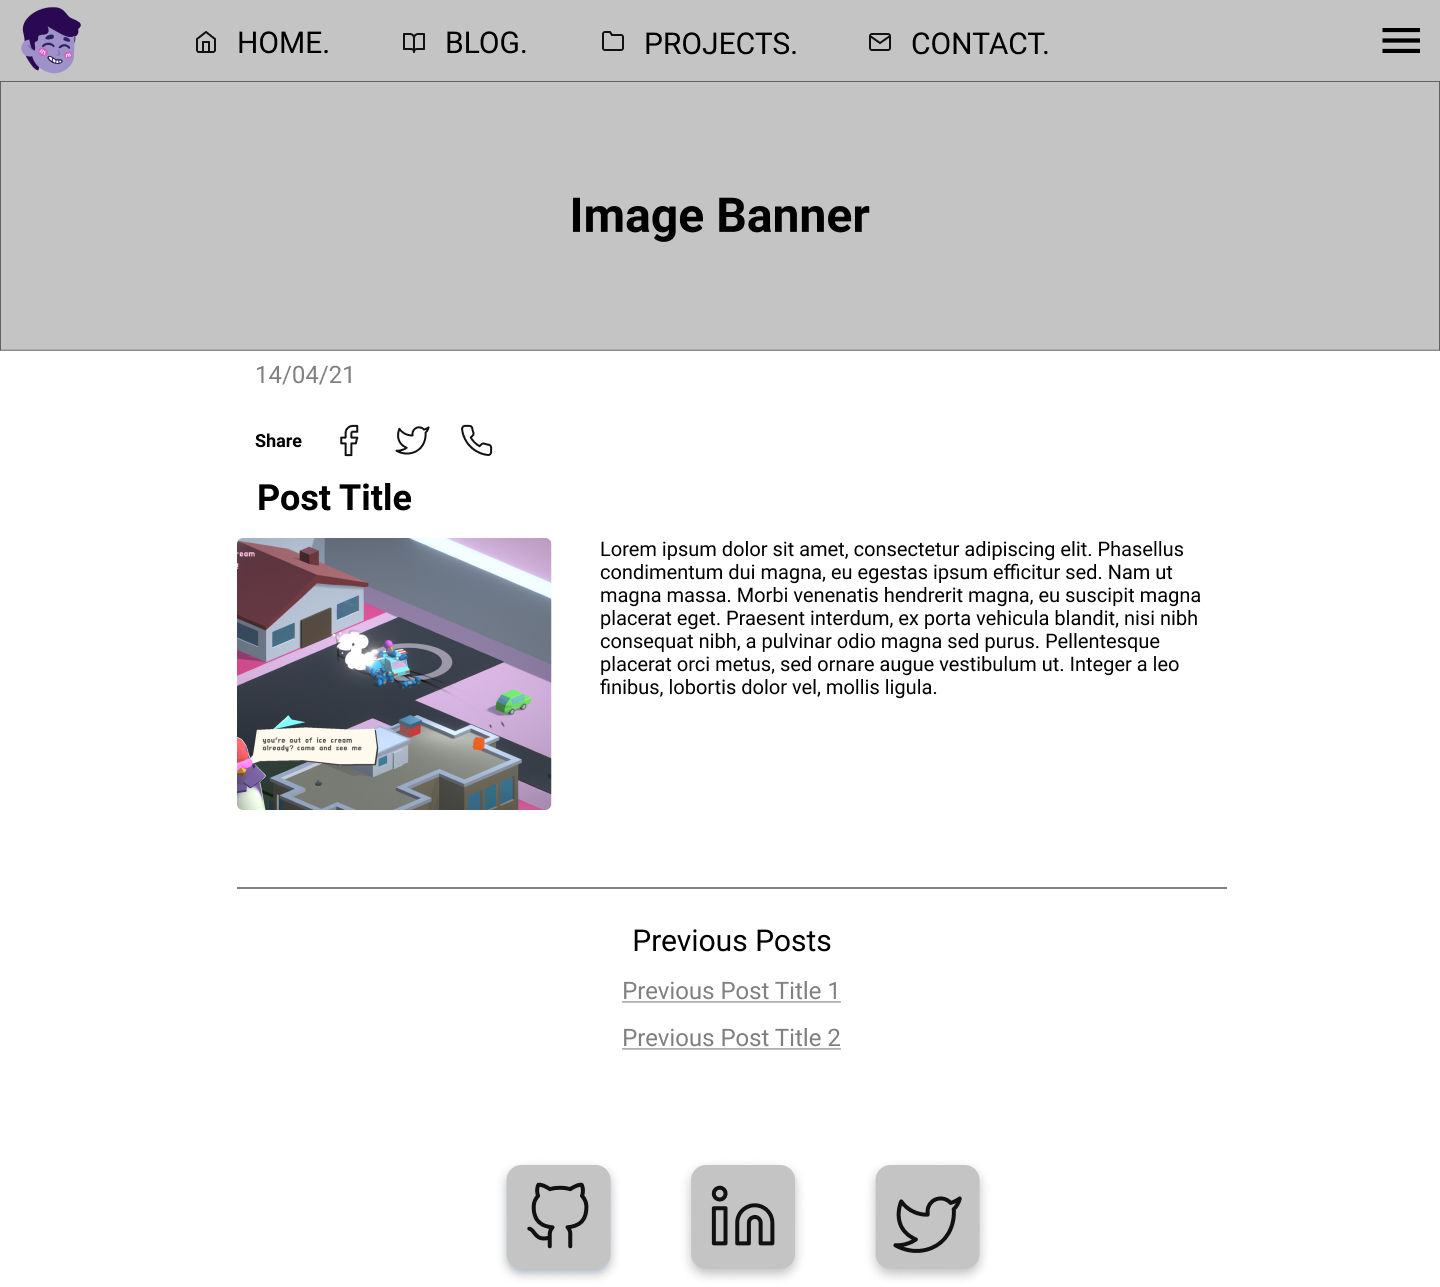 HOME.
BLOG.
PROJECTS.
CONTACT.
Image Banner
14/04/21
Share
Post Title
ream
you're out of ice cream
already? come and see me
Lorem ipsum dolor sit amet, consectetur adipiscing elit. Phasellus
condimentum dui magna, eu egestas ipsum efficitur sed. Nam ut
magna massa. Morbi venenatis hendrerit magna, eu suscipit magna
placerat eget. Praesent interdum, ex porta vehicula blandit, nisi nibh
consequat nibh, a pulvinar odio magna sed purus. Pellentesque
placerat orci metus, sed ornare augue vestibulum ut. Integer a leo
finibus, lobortis dolor vel, mollis ligula.
Previous Posts
Previous Post Title 1
Previous Post Title 2
in